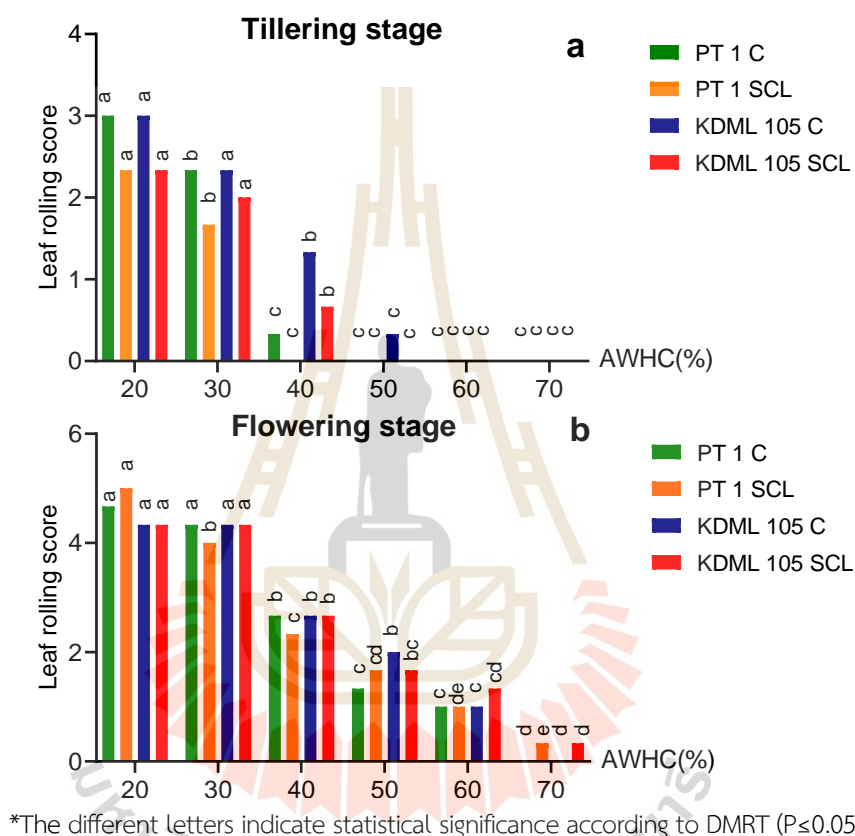 Tillering stage
a
PT 1 C
PT 1 SCL
KDML 105 C
KDML 105 SCL
Leaf rolling score
4
3
2
1
0
a a a a b b a a c c b b c c c c c c c c c c c c
20 30 40 50 60 70 AWHC(%)
Flowering stage
b
PT 1 C
PT 1 SCL
KDML 105 C
KDML 105 SCL
Leaf rolling score
6
4
2
0
a a a a a b a a b c b b c cd b bc c de c cd d e d d
20 30 40 50 60 70 AWHC(%)
*The different letters indicate statistical significance according to DMRT (P≤0.05